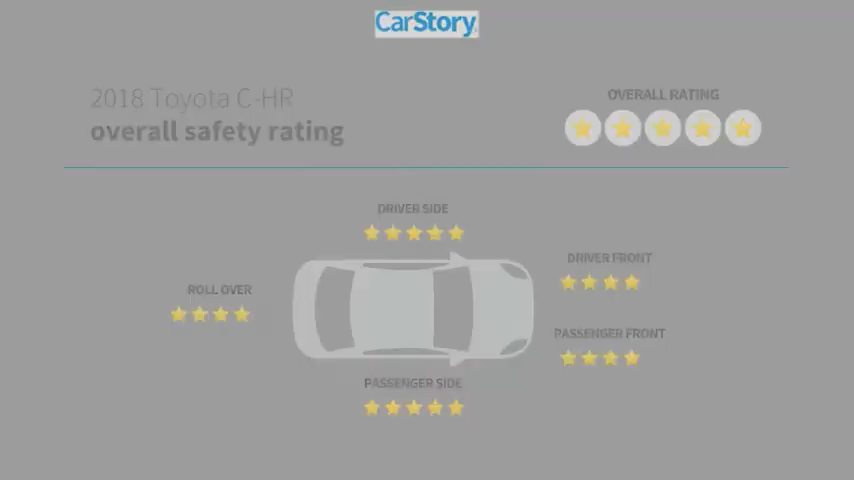 CarStory
2018 Toyota C-HR
overall safety rating
OVERALL RATING
DRIVER SIDE
DRIVER FRONT
ROLL OVER
PASSENGER FRONT
PASSENGER SIDE